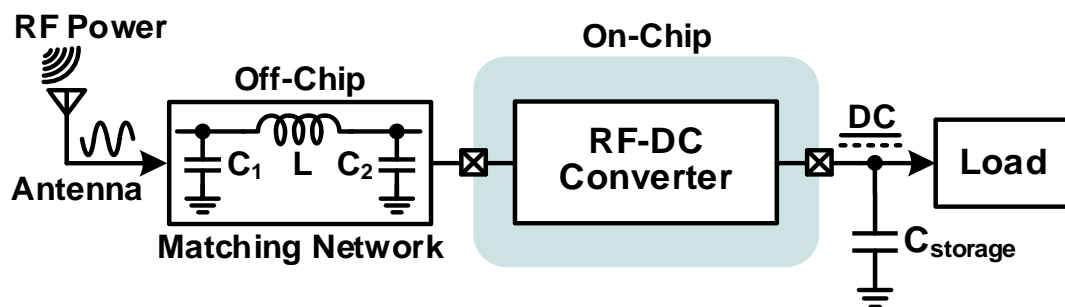 RF Power
Antenna
Off-Chip
C1
L
C2
Matching Network
On-Chip
RF-DC
Converter
DC
Load
Cstorage